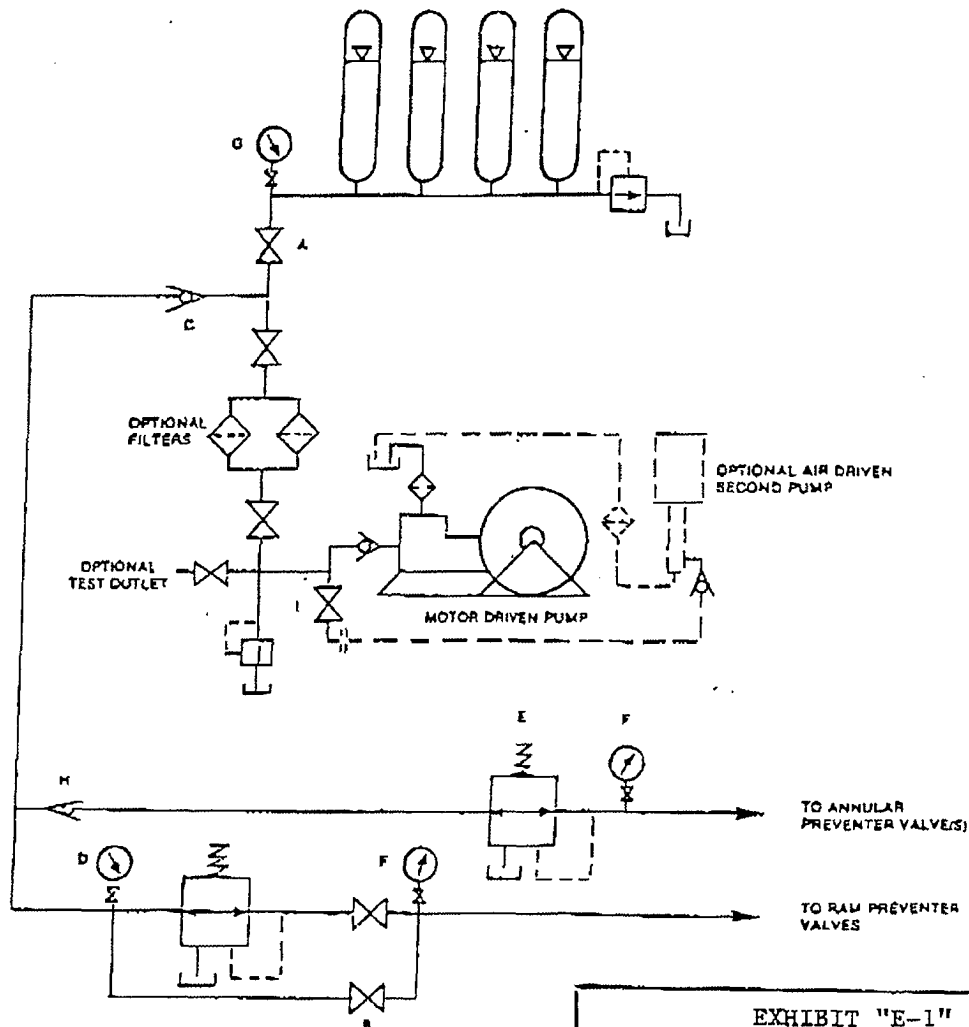 G
A
C
OPTIONAL
FILTERS
OPTIONAL AIR DRIVEN
SECOND PUMP
OPTIONAL
TEST OUTLET
I
MOTOR DRIVEN PUMP
E
F
H
TO ANNULAR
PREVENTER VALVE(S)
D
F
TO RAM PREVENTER
VALVES
B
EXHIBIT "E-1"